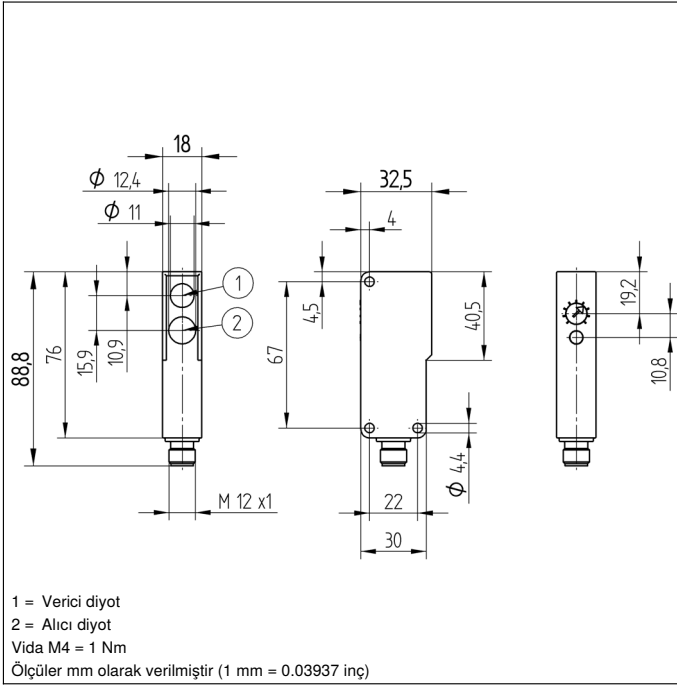 18
32,5
ϕ 12,4
4
ϕ 11
1
2
88,8
76
15,9
10,9
4,5
67
40,5
19,2
10,8
ϕ 4,4
M 12 x1
22
30
1 = Verici diyot
2 = Alıcı diyot
Vida M4 = 1 Nm
Ölçüler mm olarak verilmiştir (1 mm = 0.03937 inç)